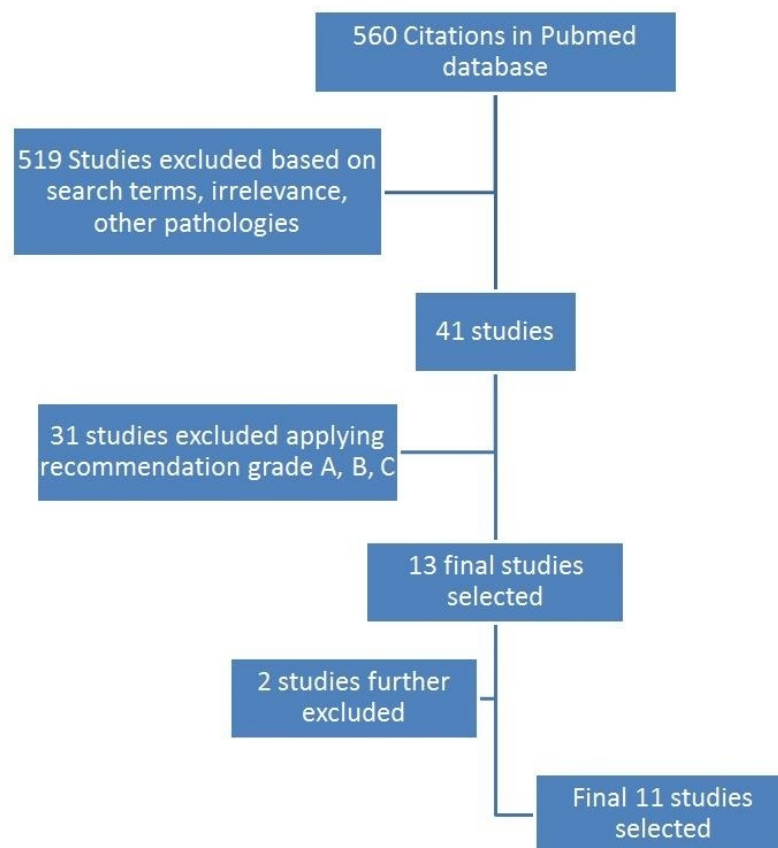 560 Citations in Pubmed
database
519 Studies excluded based on
search terms, irrelevance,
other pathologies
41 studies
31 studies excluded applying
recommendation grade A, B, C
13 final studies
selected
2 studies further
excluded
Final 11 studies
selected